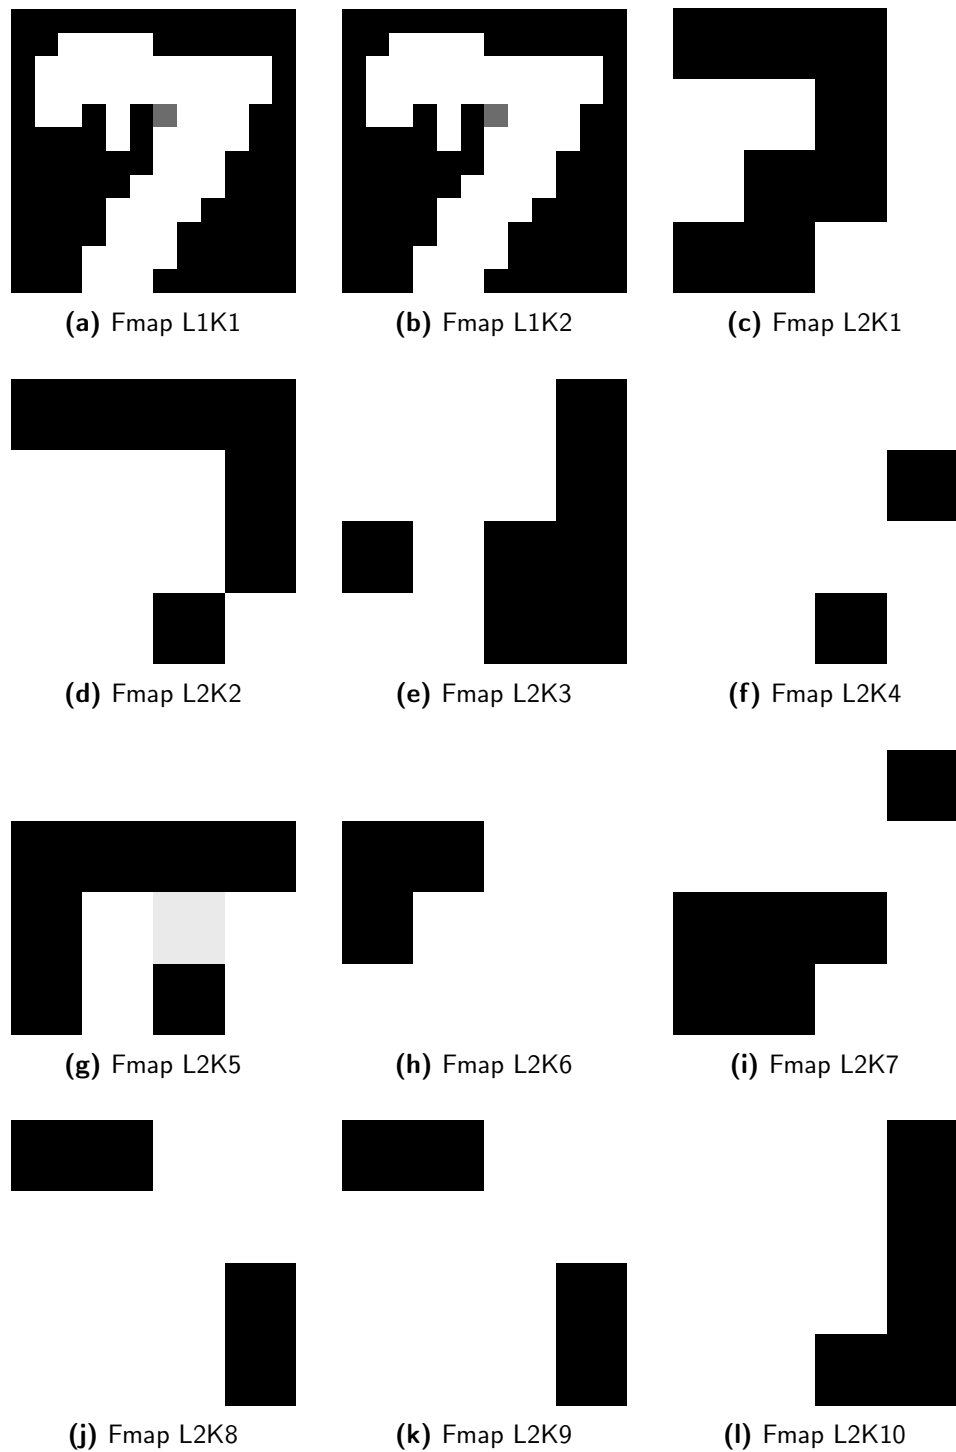 (a) Fmap L1K1
(b) Fmap L1K2
(c) Fmap L2K1
(d) Fmap L2K2
(e) Fmap L2K3
(f) Fmap L2K4
(g) Fmap L2K5
(h) Fmap L2K6
(i) Fmap L2K7
(j) Fmap L2K8
(k) Fmap L2K9
(l) Fmap L2K10